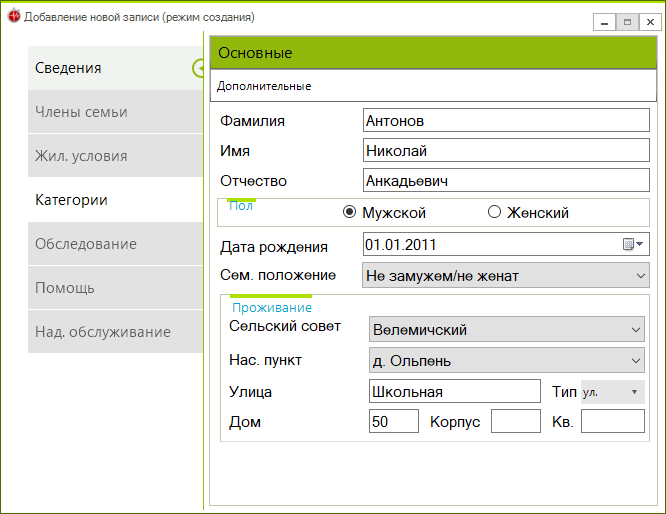 Добавление новой записи (режим создания)
Сведения
Члены семьи
Жил. условия
Категории
Обследование
Помощь
Над. обслуживание
Основные
Дополнительные
Фамилия Антонов
Имя Николай
Отчество Анкадьевич
Пол
Мужской Женский
Дата рождения 01.01.2011
Сем. положение Не замужем/не женат
Проживание
Сельский совет Велемичский
Нас. пункт д. Ольпень
Улица Школьная Тип ул.
Дом 50 Корпус Кв.